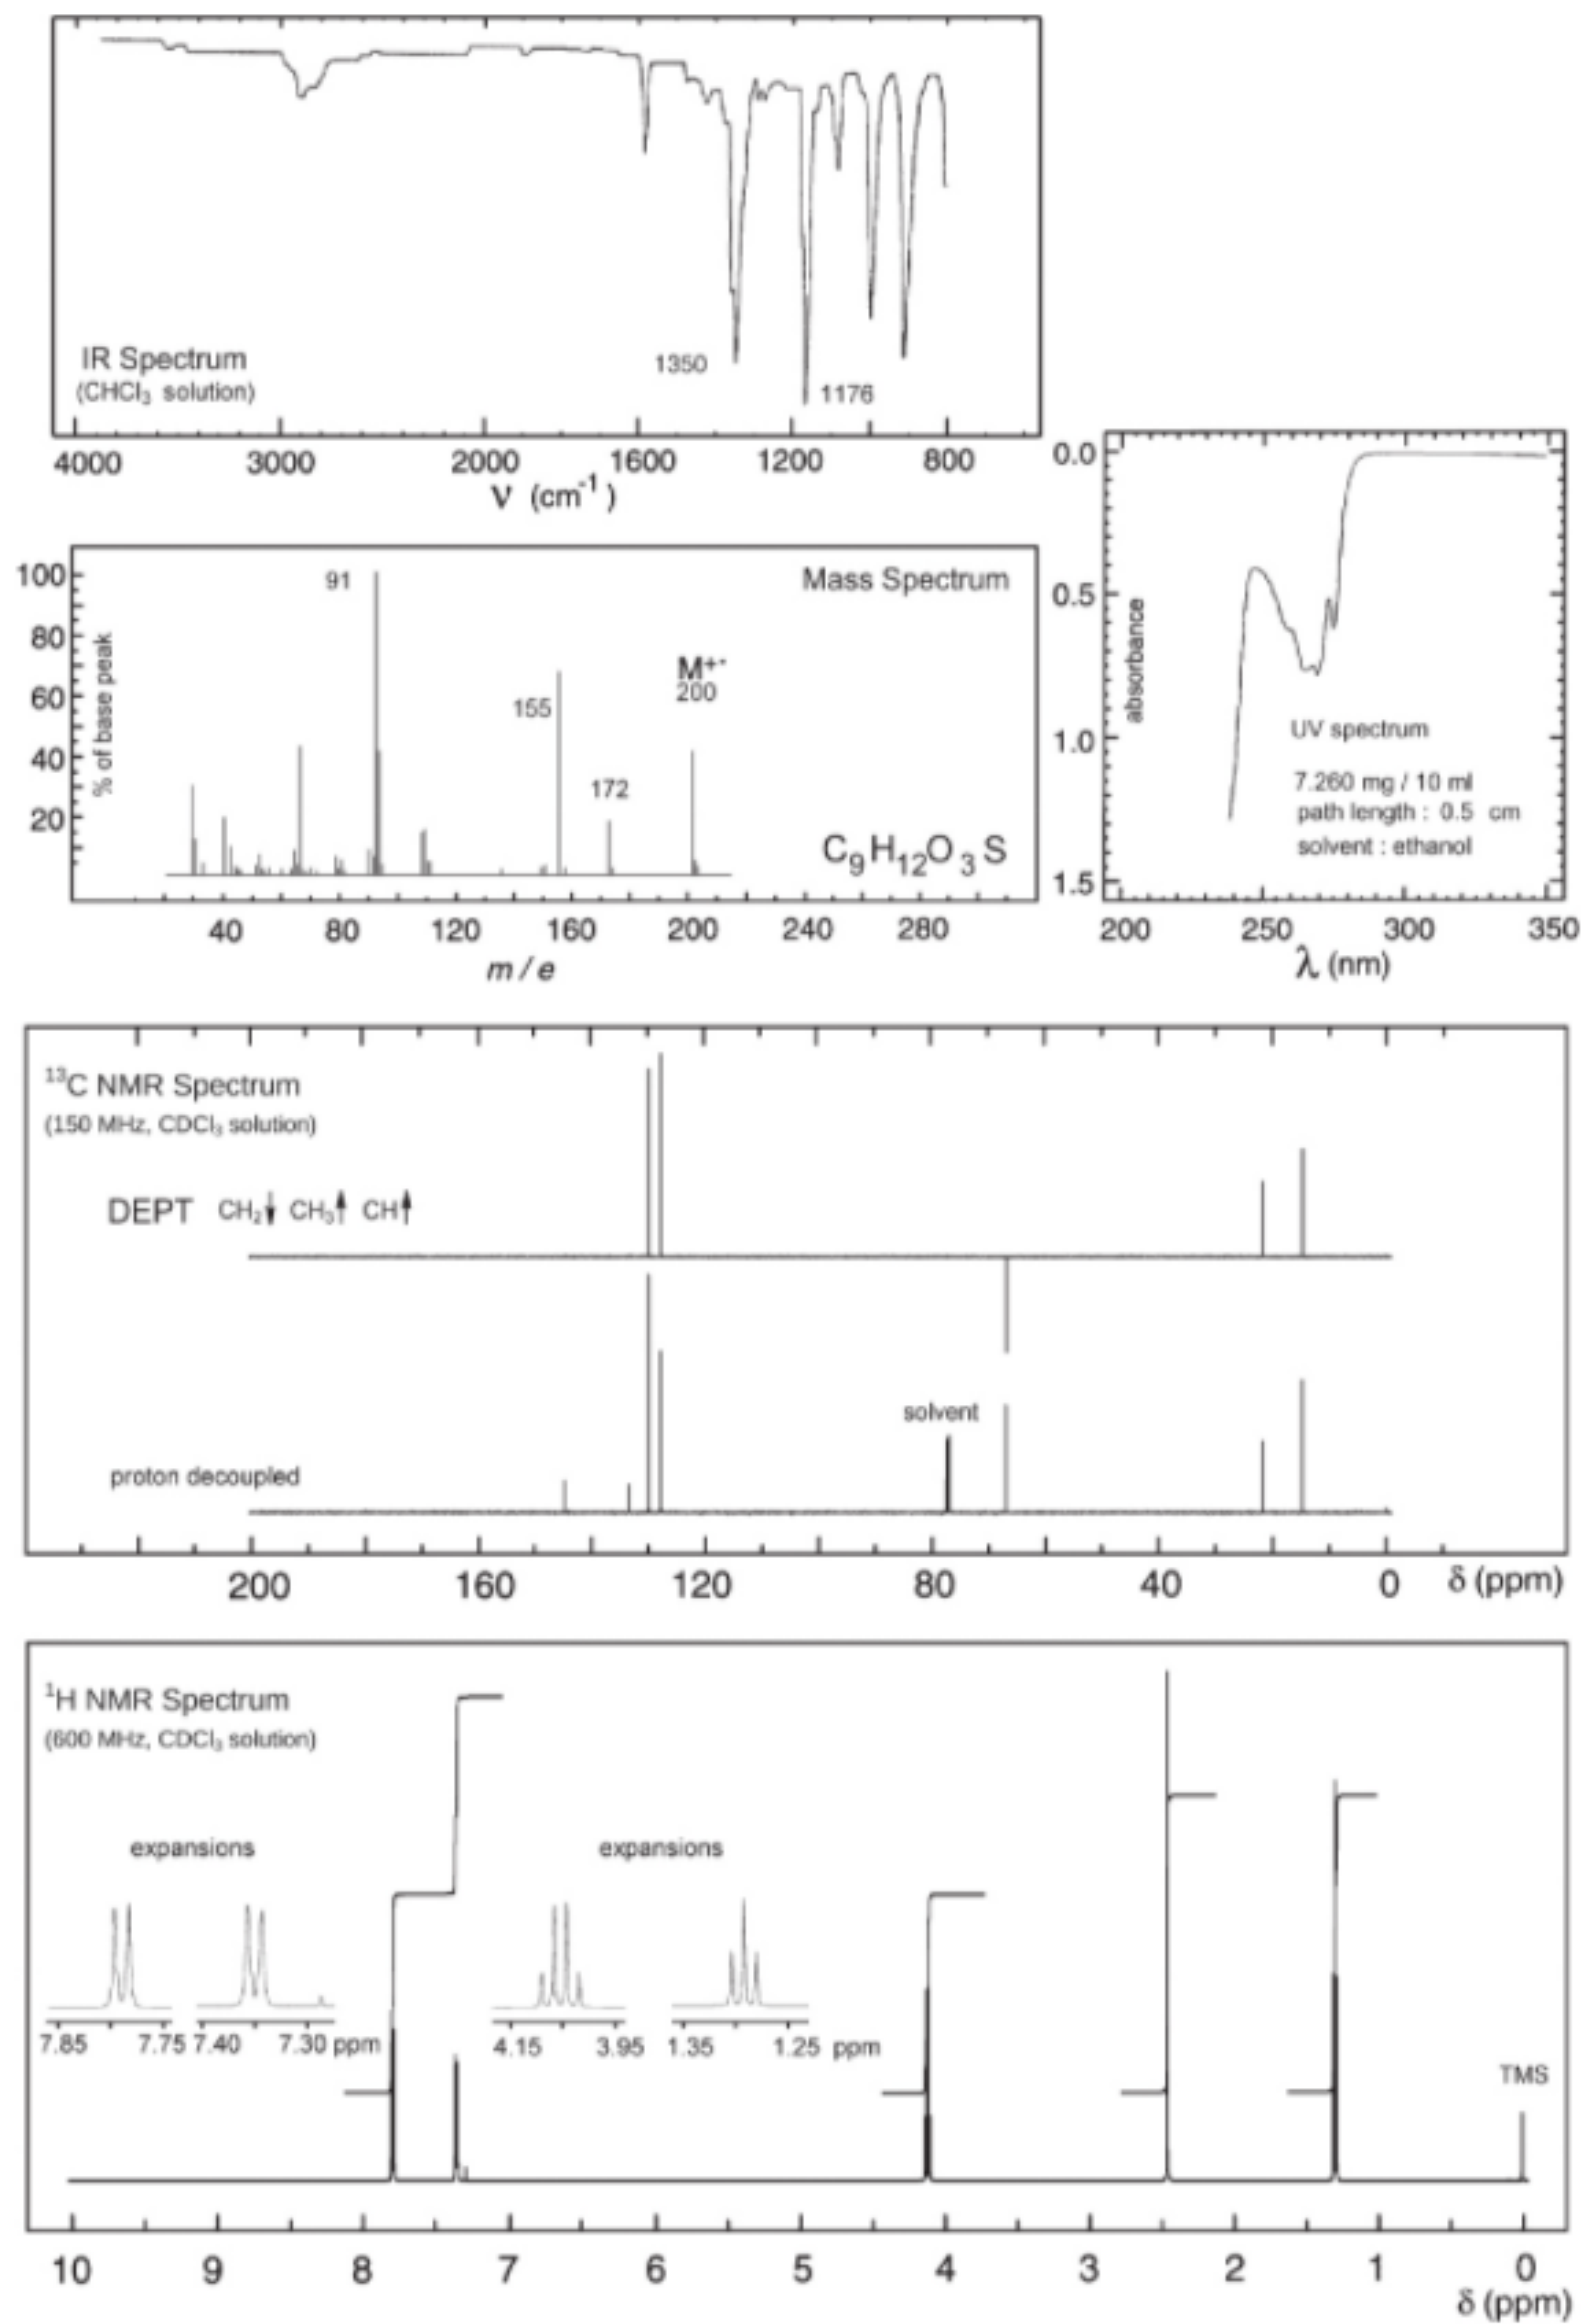 1350
1176
IR Spectrum
(CHCl₃ solution)
4000 3000 2000 1600 1200 800
ν (cm⁻¹)
100
80
60
40
20
% of base peak
91
Mass Spectrum
M⁺·
200
155
172
C₉H₁₂O₃S
40 80 120 160 200 240 280
m / e
0.0
0.5
1.0
1.5
absorbance
UV spectrum
7.260 mg / 10 ml
path length : 0.5 cm
solvent : ethanol
200 250 300 350
λ (nm)
¹³C NMR Spectrum
(150 MHz, CDCl₃ solution)
DEPT CH₂↓ CH₃↑ CH↑
solvent
proton decoupled
200 160 120 80 40 0 δ (ppm)
¹H NMR Spectrum
(600 MHz, CDCl₃ solution)
expansions expansions
7.85 7.75 7.40 7.30 ppm 4.15 3.95 1.35 1.25 ppm
TMS
10 9 8 7 6 5 4 3 2 1 0
δ (ppm)